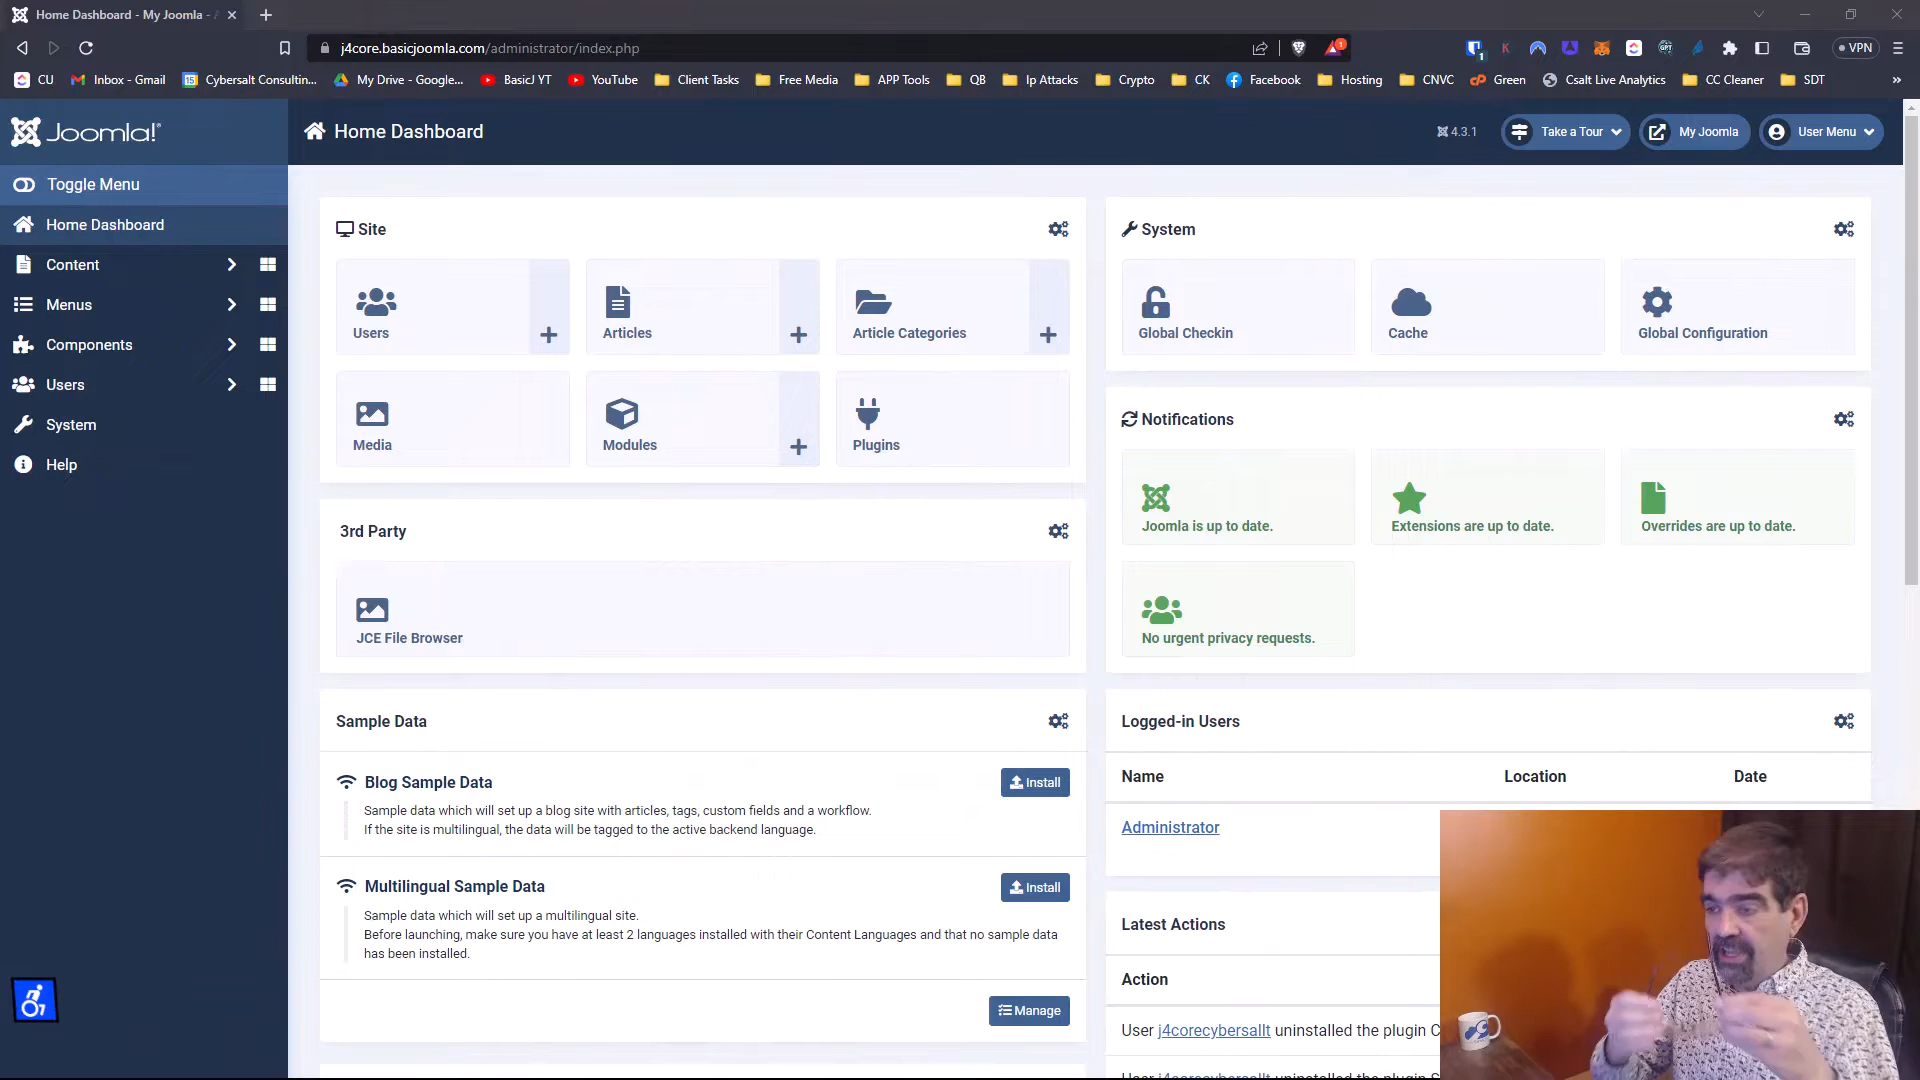 Home Dashboard - My Joomla -
j4core.basicjoomla.com/administrator/index.php
1
1
VPN
CU
Inbox - Gmail
Cybersalt Consultin...
My Drive - Google...
BasicJ YT
YouTube
Client Tasks
Free Media
APP Tools
QB
Ip Attacks
Crypto
CK
Facebook
Hosting
CNVC
Green
Csalt Live Analytics
CC Cleaner
SDT
Joomla!
Home Dashboard
4.3.1
Take a Tour
My Joomla
User Menu
Toggle Menu
Home Dashboard
Content
Menus
Components
Users
System
Help
Site
Users
Articles
Article Categories
Media
Modules
Plugins
3rd Party
JCE File Browser
Sample Data
Blog Sample Data
Install
Sample data which will set up a blog site with articles, tags, custom fields and a workflow.
If the site is multilingual, the data will be tagged to the active backend language.
Multilingual Sample Data
Install
Sample data which will set up a multilingual site.
Before launching, make sure you have at least 2 languages installed with their Content Languages and that no sample data
has been installed.
Manage
System
Global Checkin
Cache
Global Configuration
Notifications
Joomla is up to date.
Extensions are up to date.
Overrides are up to date.
No urgent privacy requests.
Logged-in Users
Name Location Date
Administrator
Latest Actions
Action
User j4corecybersallt uninstalled the plugin C
User j4corecybersallt uninstalled the plugin S